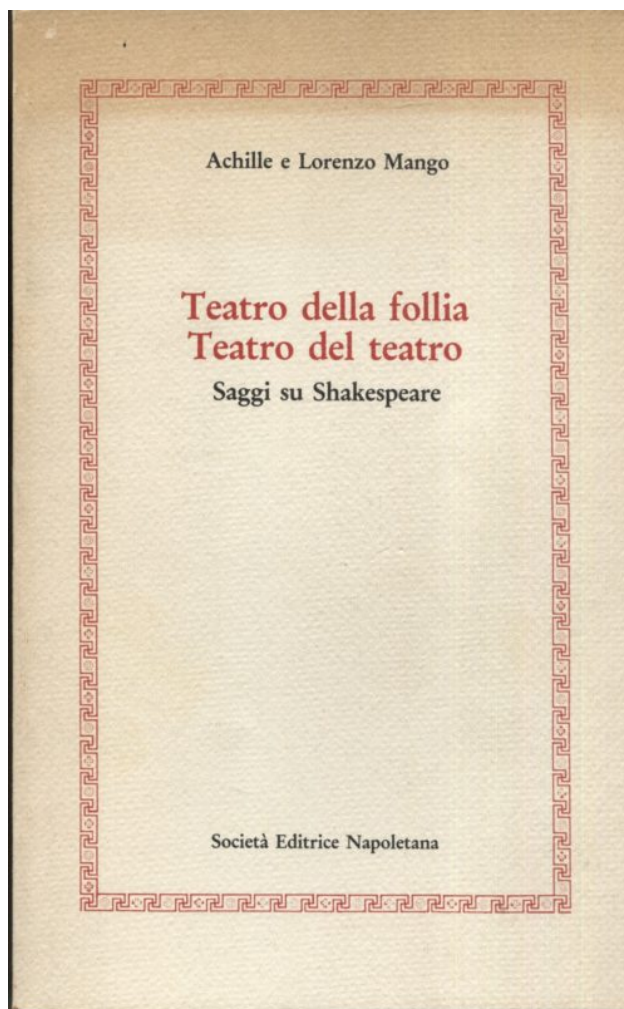 Achille e Lorenzo Mango
Teatro della follia
Teatro del teatro
Saggi su Shakespeare
Società Editrice Napoletana